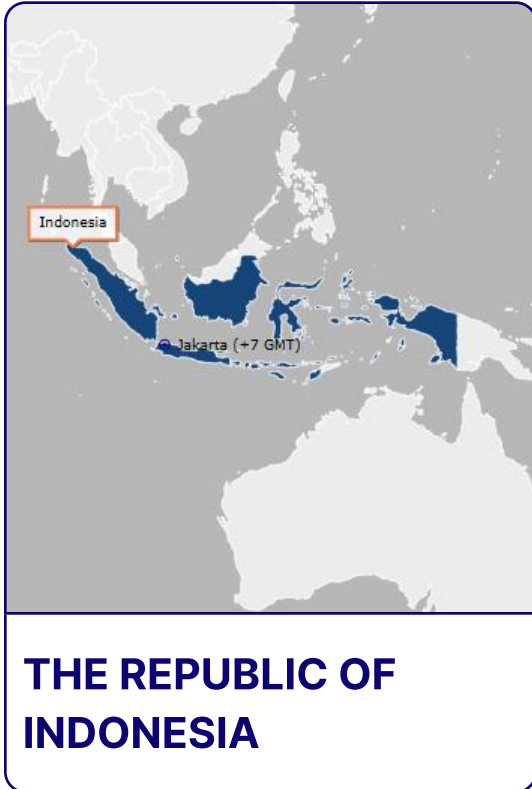 Indonesia
Jakarta (+7 GMT)
THE REPUBLIC OF
INDONESIA